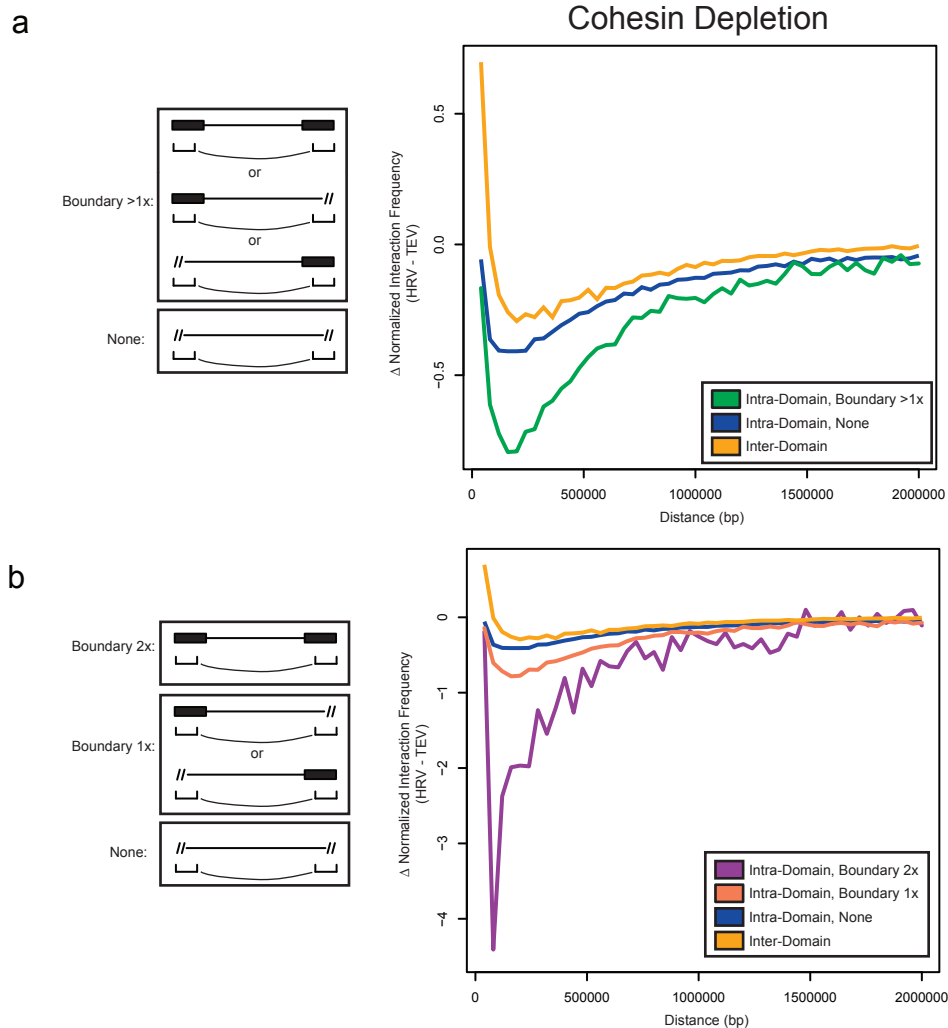 a
Cohesin Depletion
Boundary >1x:
or
or
None:
Δ Normalized Interaction Frequency
(HRV - TEV)
0.5
0.0
−0.5
Intra-Domain, Boundary >1x
Intra-Domain, None
Inter-Domain
0
500000
1000000
1500000
2000000
Distance (bp)
b
Boundary 2x:
Boundary 1x:
or
None:
Δ Normalized Interaction Frequency
(HRV - TEV)
0
−1
−2
−3
−4
Intra-Domain, Boundary 2x
Intra-Domain, Boundary 1x
Intra-Domain, None
Inter-Domain
0
500000
1000000
1500000
2000000
Distance (bp)